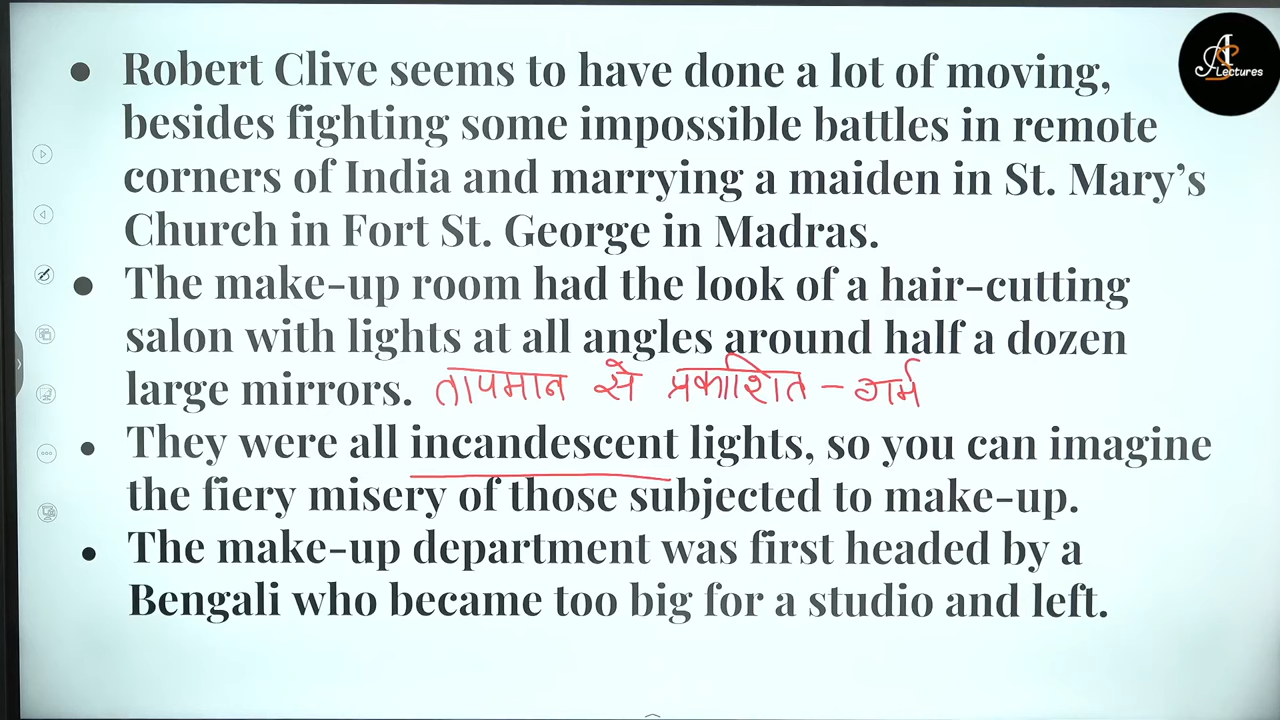 • Robert Clive seems to have done a lot of moving,
besides fighting some impossible battles in remote
corners of India and marrying a maiden in St. Mary's
Church in Fort St. George in Madras.
• The make-up room had the look of a hair-cutting
salon with lights at all angles around half a dozen
large mirrors. तापमान से प्रकाशित – गर्म
• They were all incandescent lights, so you can imagine
the fiery misery of those subjected to make-up.
• The make-up department was first headed by a
Bengali who became too big for a studio and left.
AS Lectures